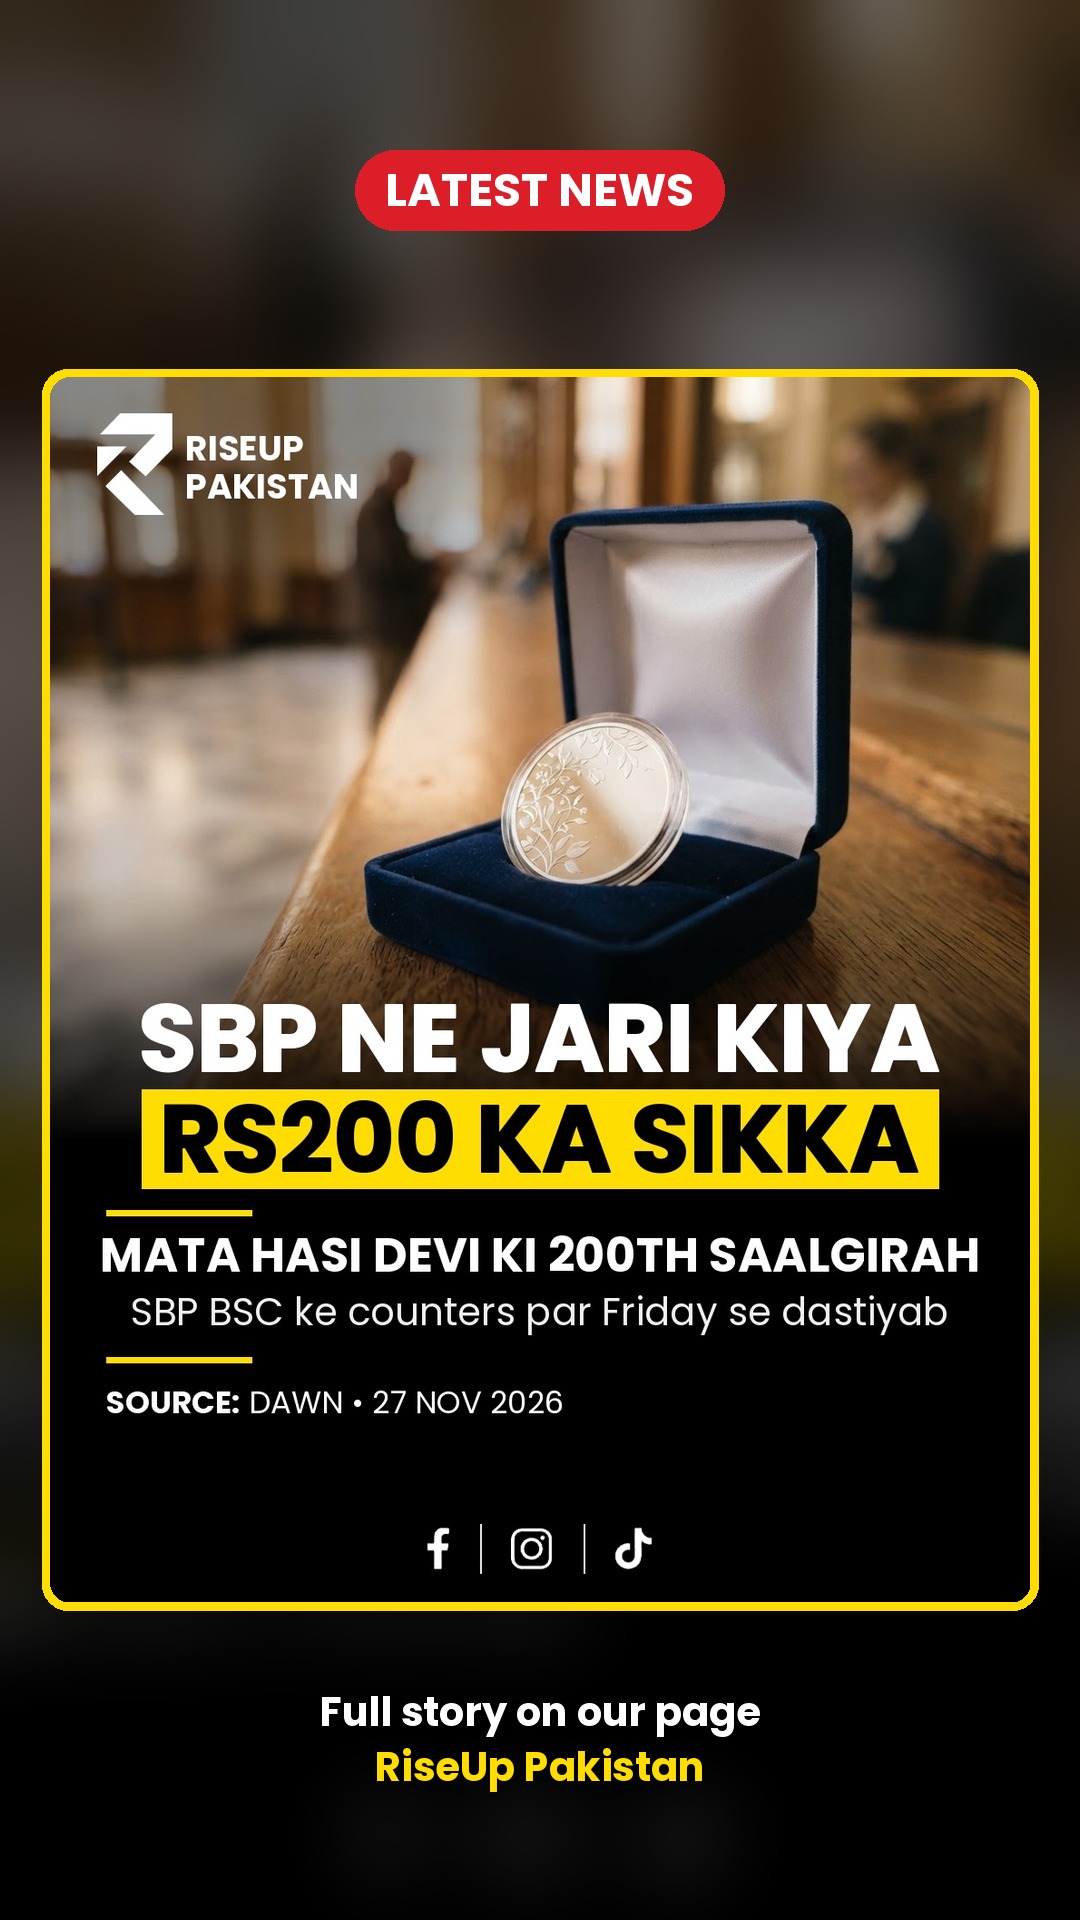 LATEST NEWS
RISEUP
PAKISTAN
SBP NE JARI KIYA
RS200 KA SIKKA
MATA HASI DEVI KI 200TH SAALGIRAH
SBP BSC ke counters par Friday se dastiyab
SOURCE: DAWN • 27 NOV 2026
Full story on our page
RiseUp Pakistan